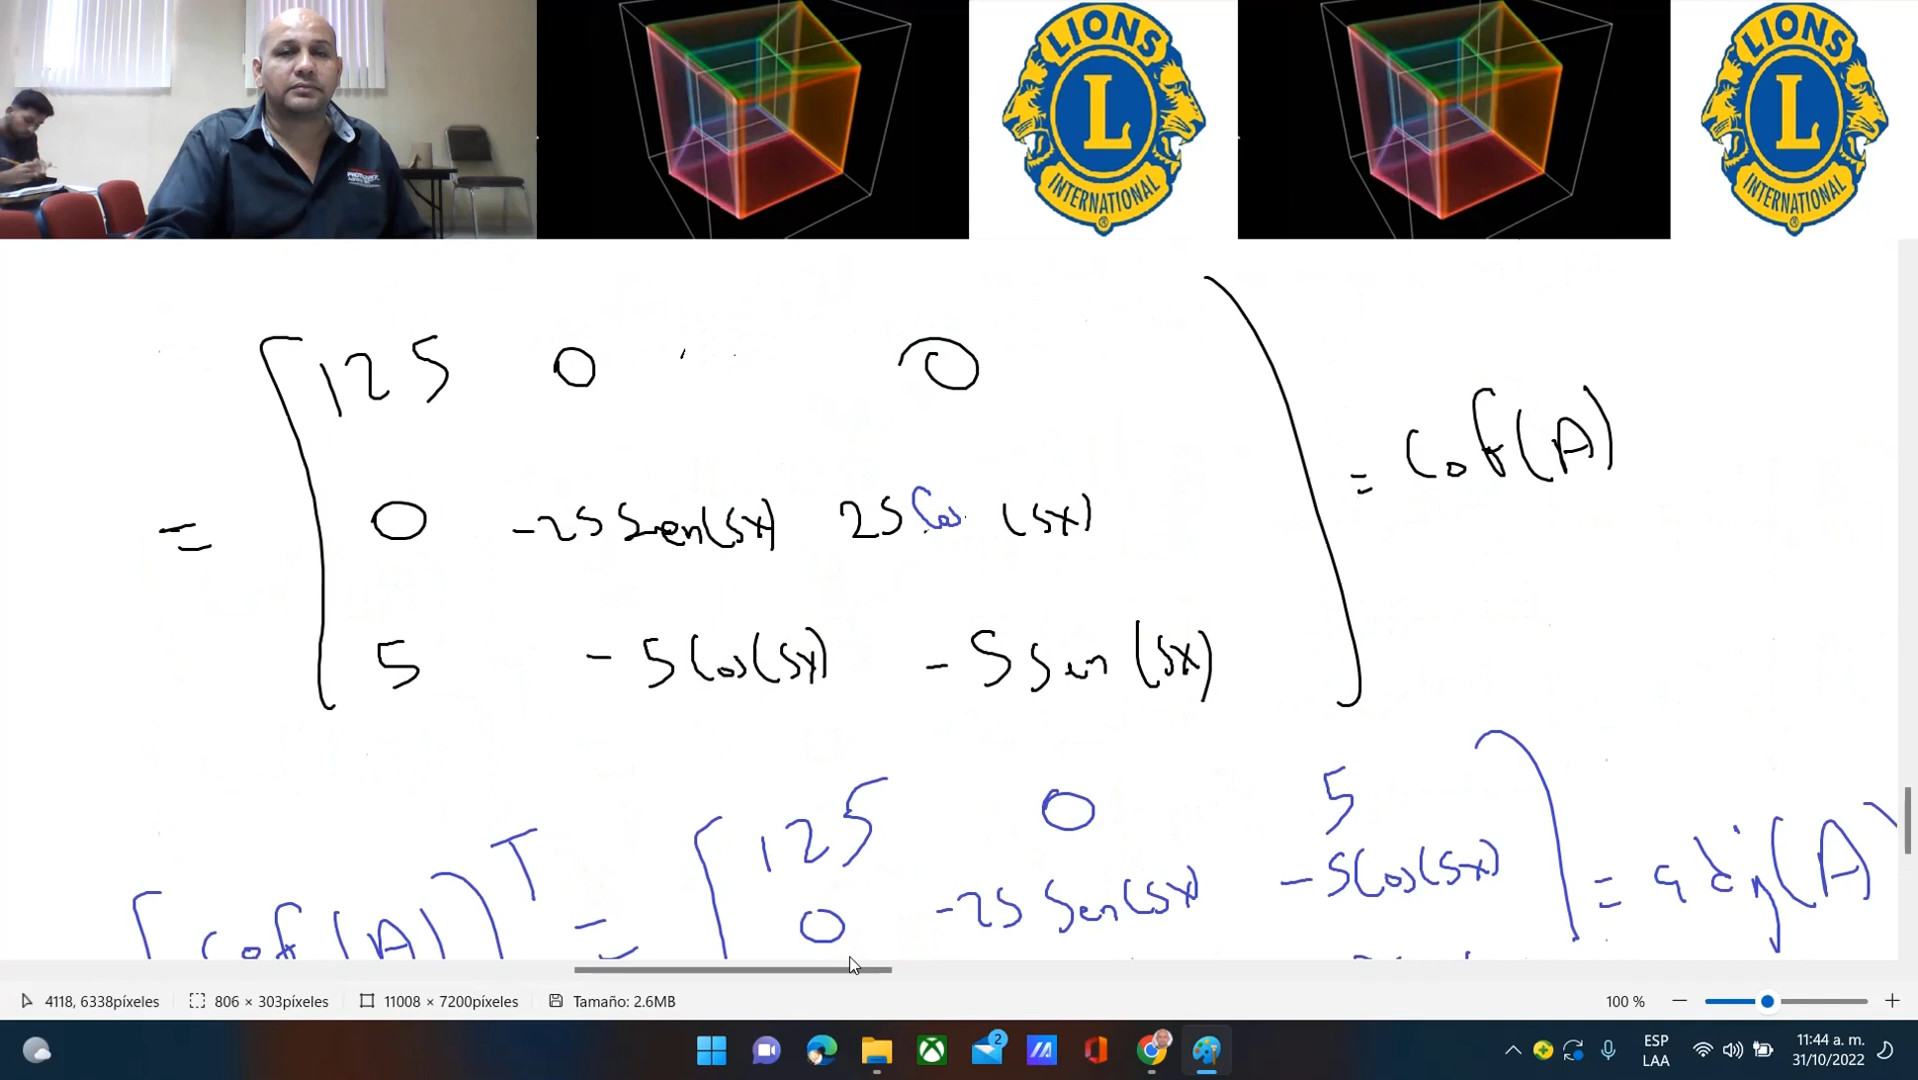 LIONS
L
INTERNATIONAL
®
LIONS
L
INTERNATIONAL
®
125 0 0
= 0 -25 Sen(5x) 25 Cos (5x) = Cof(A)
5 - 5 Cos(5x) - 5 Sen (5x)
125 0 5
[Cof(A)]^T = 0 -25 Sen(5x) -5 Cos(5x) = adj(A)
4118, 6338píxeles 806 × 303píxeles 11008 × 7200píxeles Tamaño: 2.6MB 100 %
2 ESP 11:44 a. m.
LAA 31/10/2022